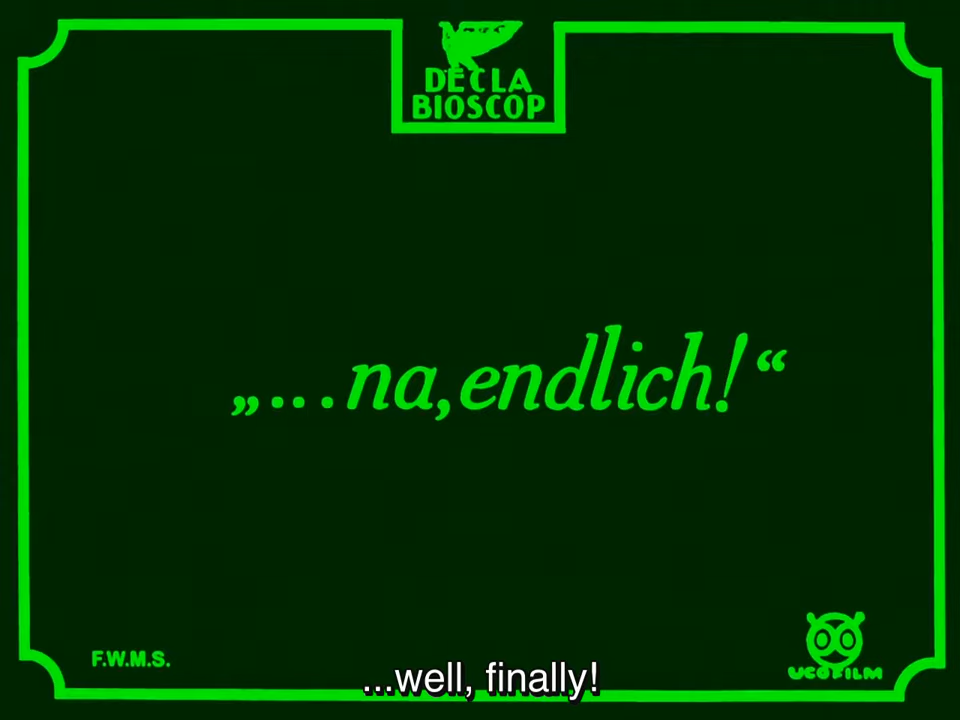 DECLA
BIOSCOP
„...na, endlich!“
F.W.M.S.
UCOFILM
...well, finally!